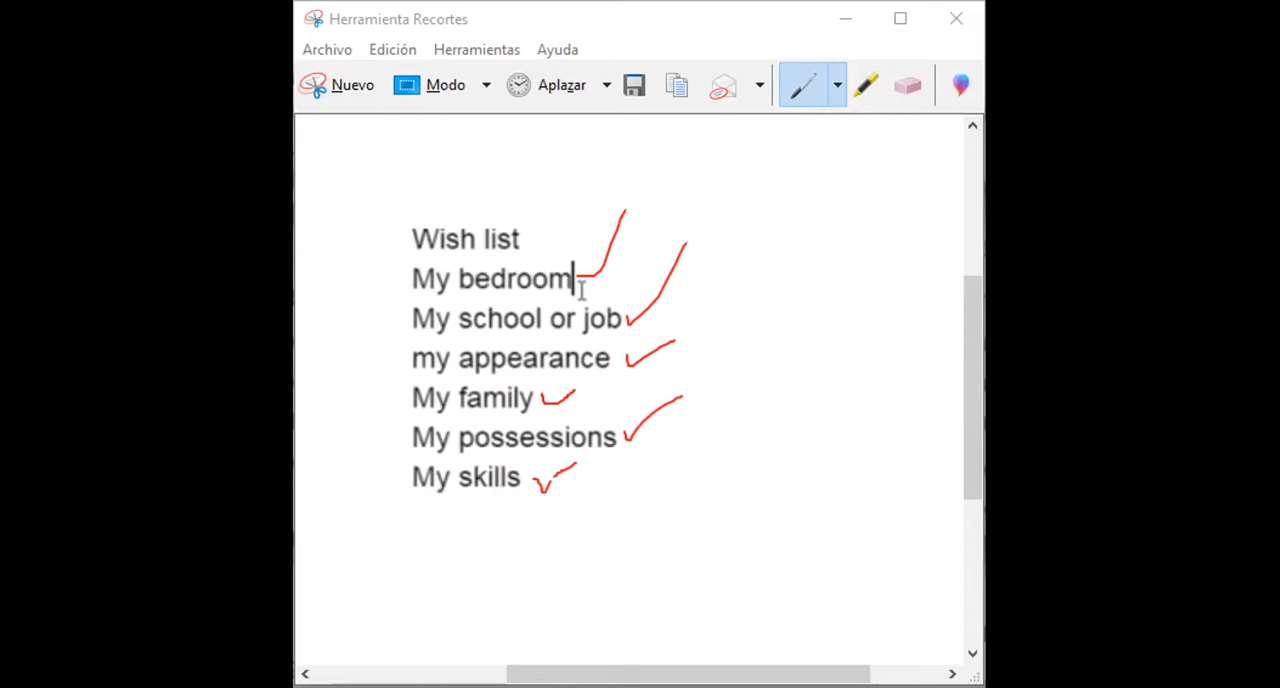 Herramienta Recortes
Archivo Edición Herramientas Ayuda
Nuevo Modo Aplazar
Wish list
My bedroom
My school or job
my appearance
My family
My possessions
My skills